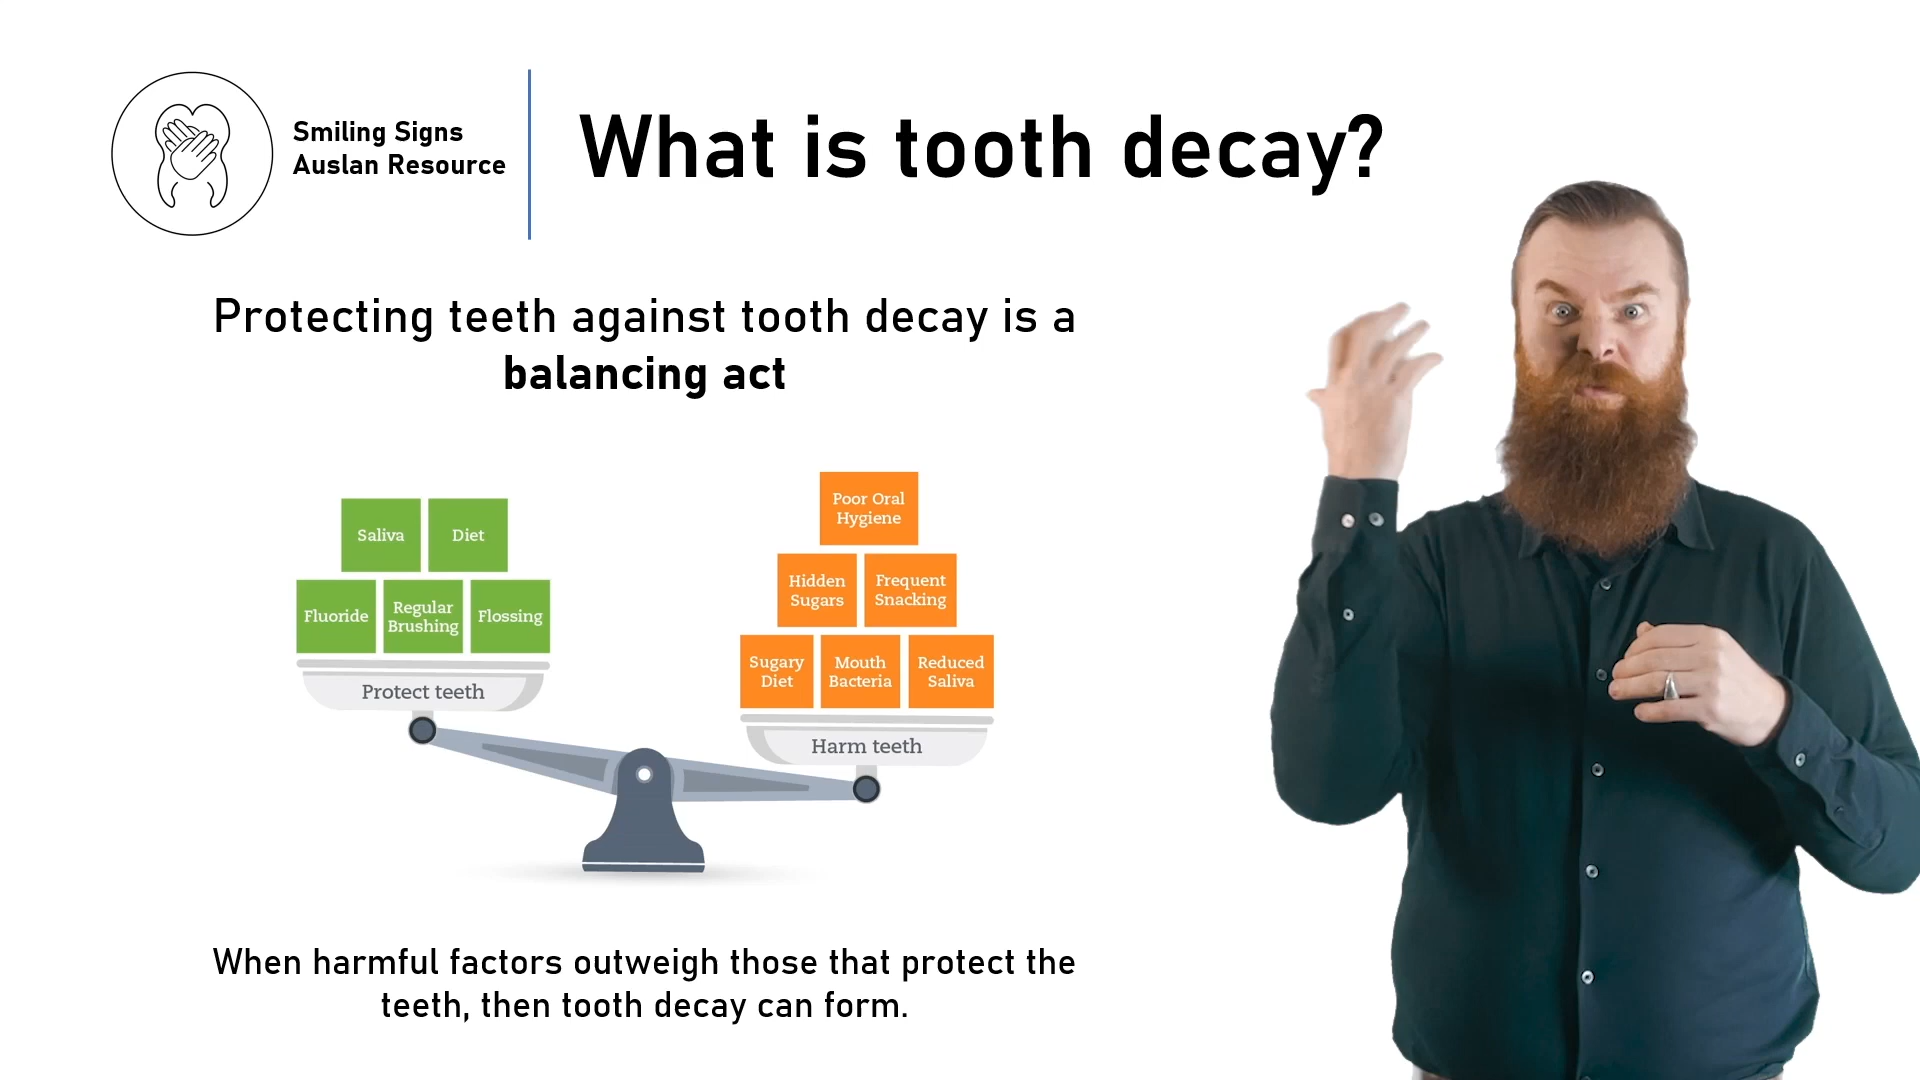 Smiling Signs
Auslan Resource
What is tooth decay?
Protecting teeth against tooth decay is a
balancing act
Saliva
Diet
Fluoride
Regular
Brushing
Flossing
Protect teeth
Poor Oral
Hygiene
Hidden
Sugars
Frequent
Snacking
Sugary
Diet
Mouth
Bacteria
Reduced
Saliva
Harm teeth
When harmful factors outweigh those that protect the
teeth, then tooth decay can form.